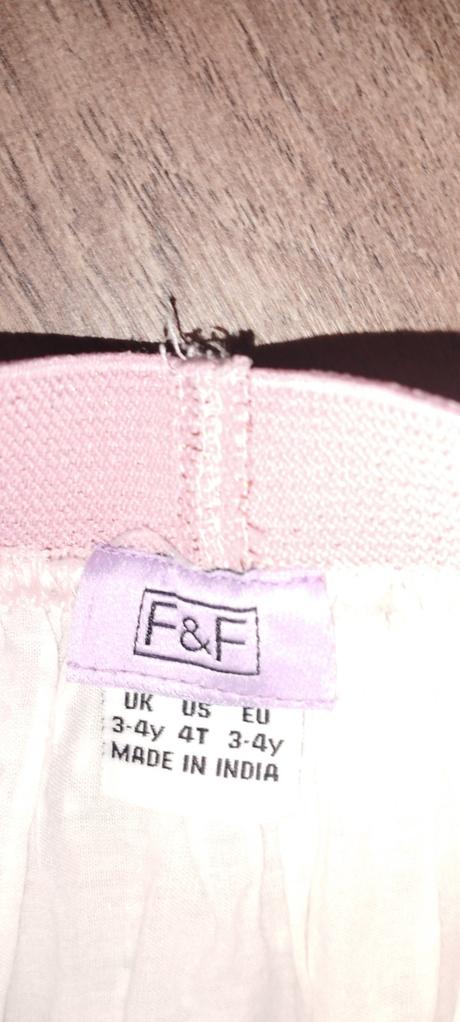 F&F
UK US EU
3-4y 4T 3-4y
MADE IN INDIA